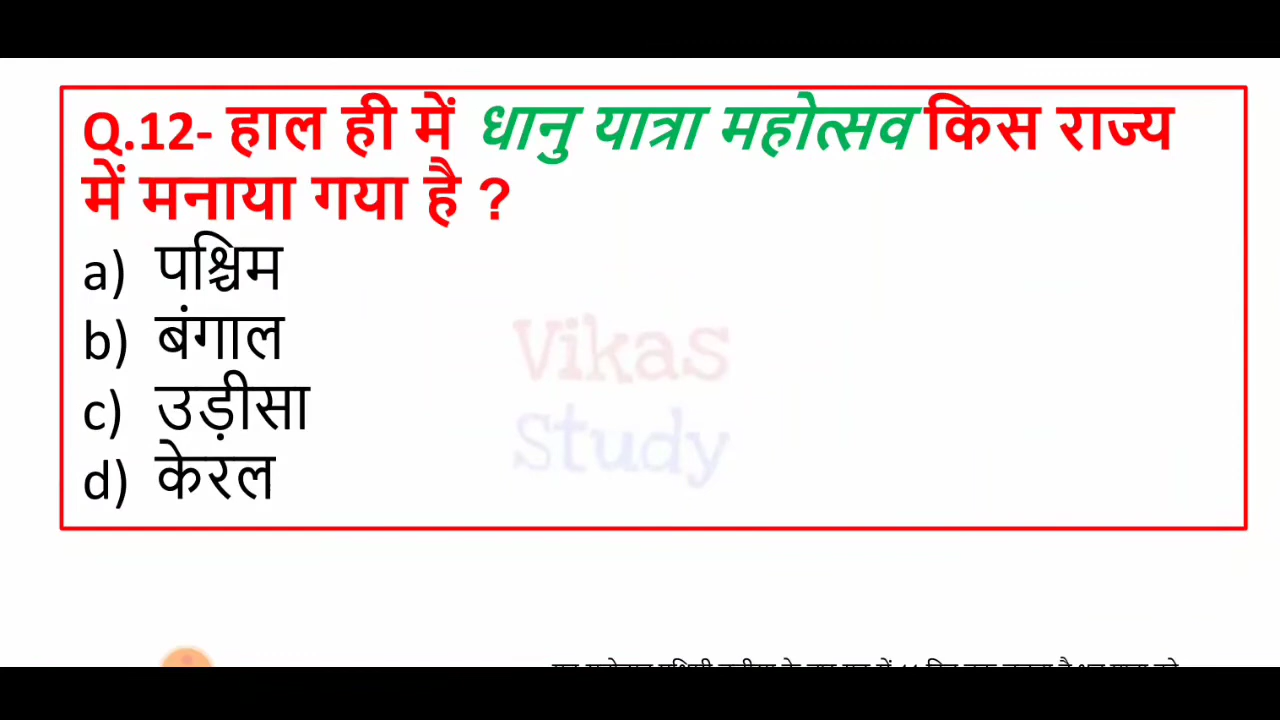 Q.12- हाल ही में धानु यात्रा महोत्सव किस राज्य
में मनाया गया है ?
a) पश्चिम
b) बंगाल
c) उड़ीसा
d) केरल
Vikas
Study